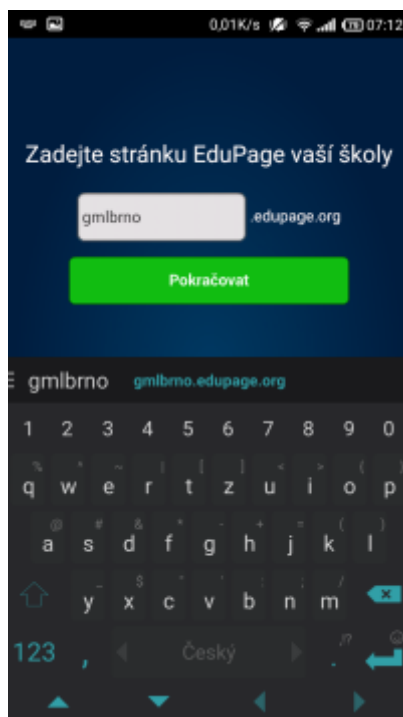 0,01K/s 75 07:12
Zadejte stránku EduPage vaší školy
gmlbrno .edupage.org
Pokračovat
gmlbrno gmlbrno.edupage.org
1 2 3 4 5 6 7 8 9 0
q w e r t z u i o p
a s d f g h j k l
y x c v b n m
123 , Český .